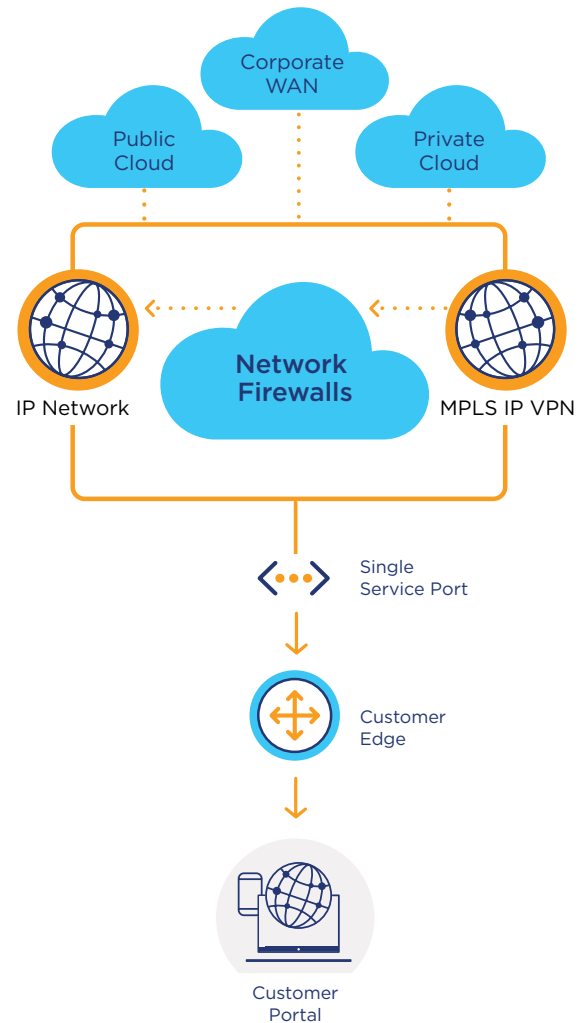 Corporate
WAN
Public
Cloud
Private
Cloud
Network
Firewalls
IP Network
MPLS IP VPN
Single
Service Port
Customer
Edge
Customer
Portal